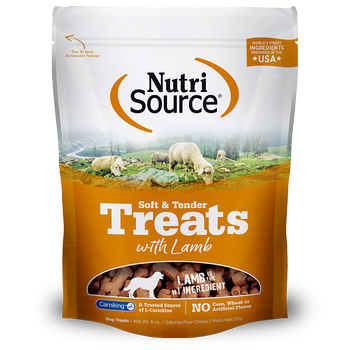 WORLD'S FINEST
INGREDIENTS
PREPARED IN THE
★USA★
Nutri
Source®
Soft & Tender
Treats
with Lamb
LAMB IS THE
#1 INGREDIENT
Carniking
A Trusted Source
of L-Carnitine
NO Corn, Wheat or
Artificial Flavor
Dog Treats / Net Wt. 6 oz. /